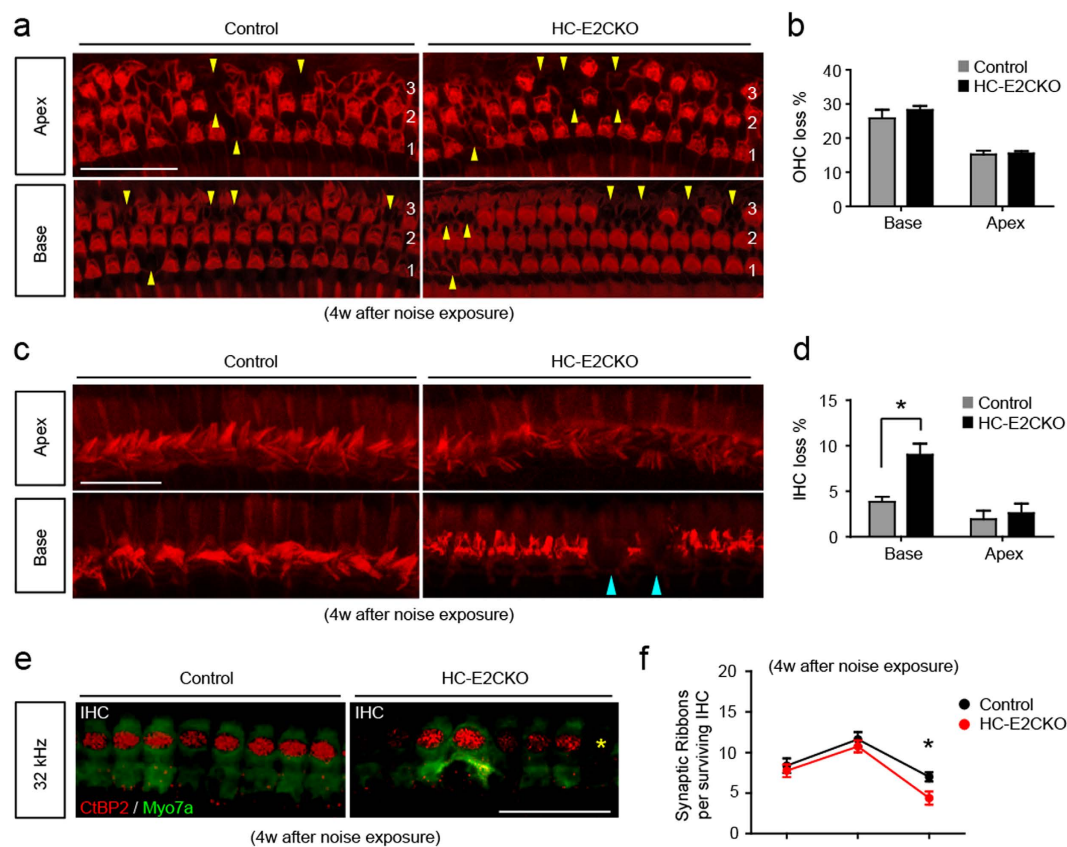 a
Control
HC-E2CKO
Apex
3
2
1
3
2
1
Base
3
2
1
3
2
1
(4w after noise exposure)
b
OHC loss %
40
30
20
10
0
Control
HC-E2CKO
Base
Apex
c
Control
HC-E2CKO
Apex
Base
(4w after noise exposure)
d
IHC loss %
15
10
5
0
*
Control
HC-E2CKO
Base
Apex
e
Control
HC-E2CKO
32 kHz
IHC
IHC
*
CtBP2 / Myo7a
(4w after noise exposure)
f
(4w after noise exposure)
Synaptic Ribbons
per surviving IHC
20
15
10
5
0
*
Control
HC-E2CKO